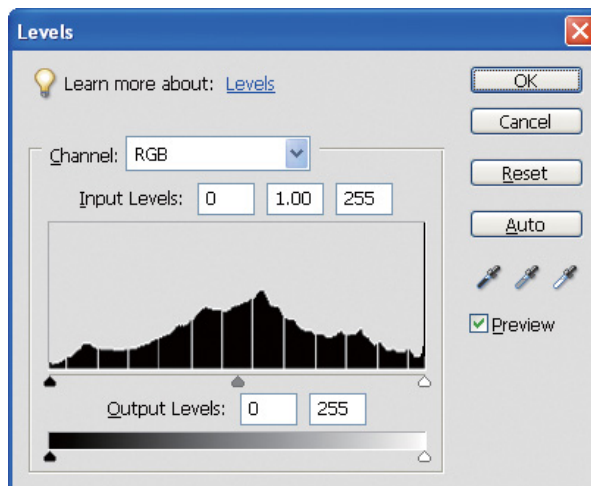 Levels
Learn more about: Levels
OK
Cancel
Channel: RGB
Reset
Input Levels: 0 1.00 255
Auto
Preview
Output Levels: 0 255